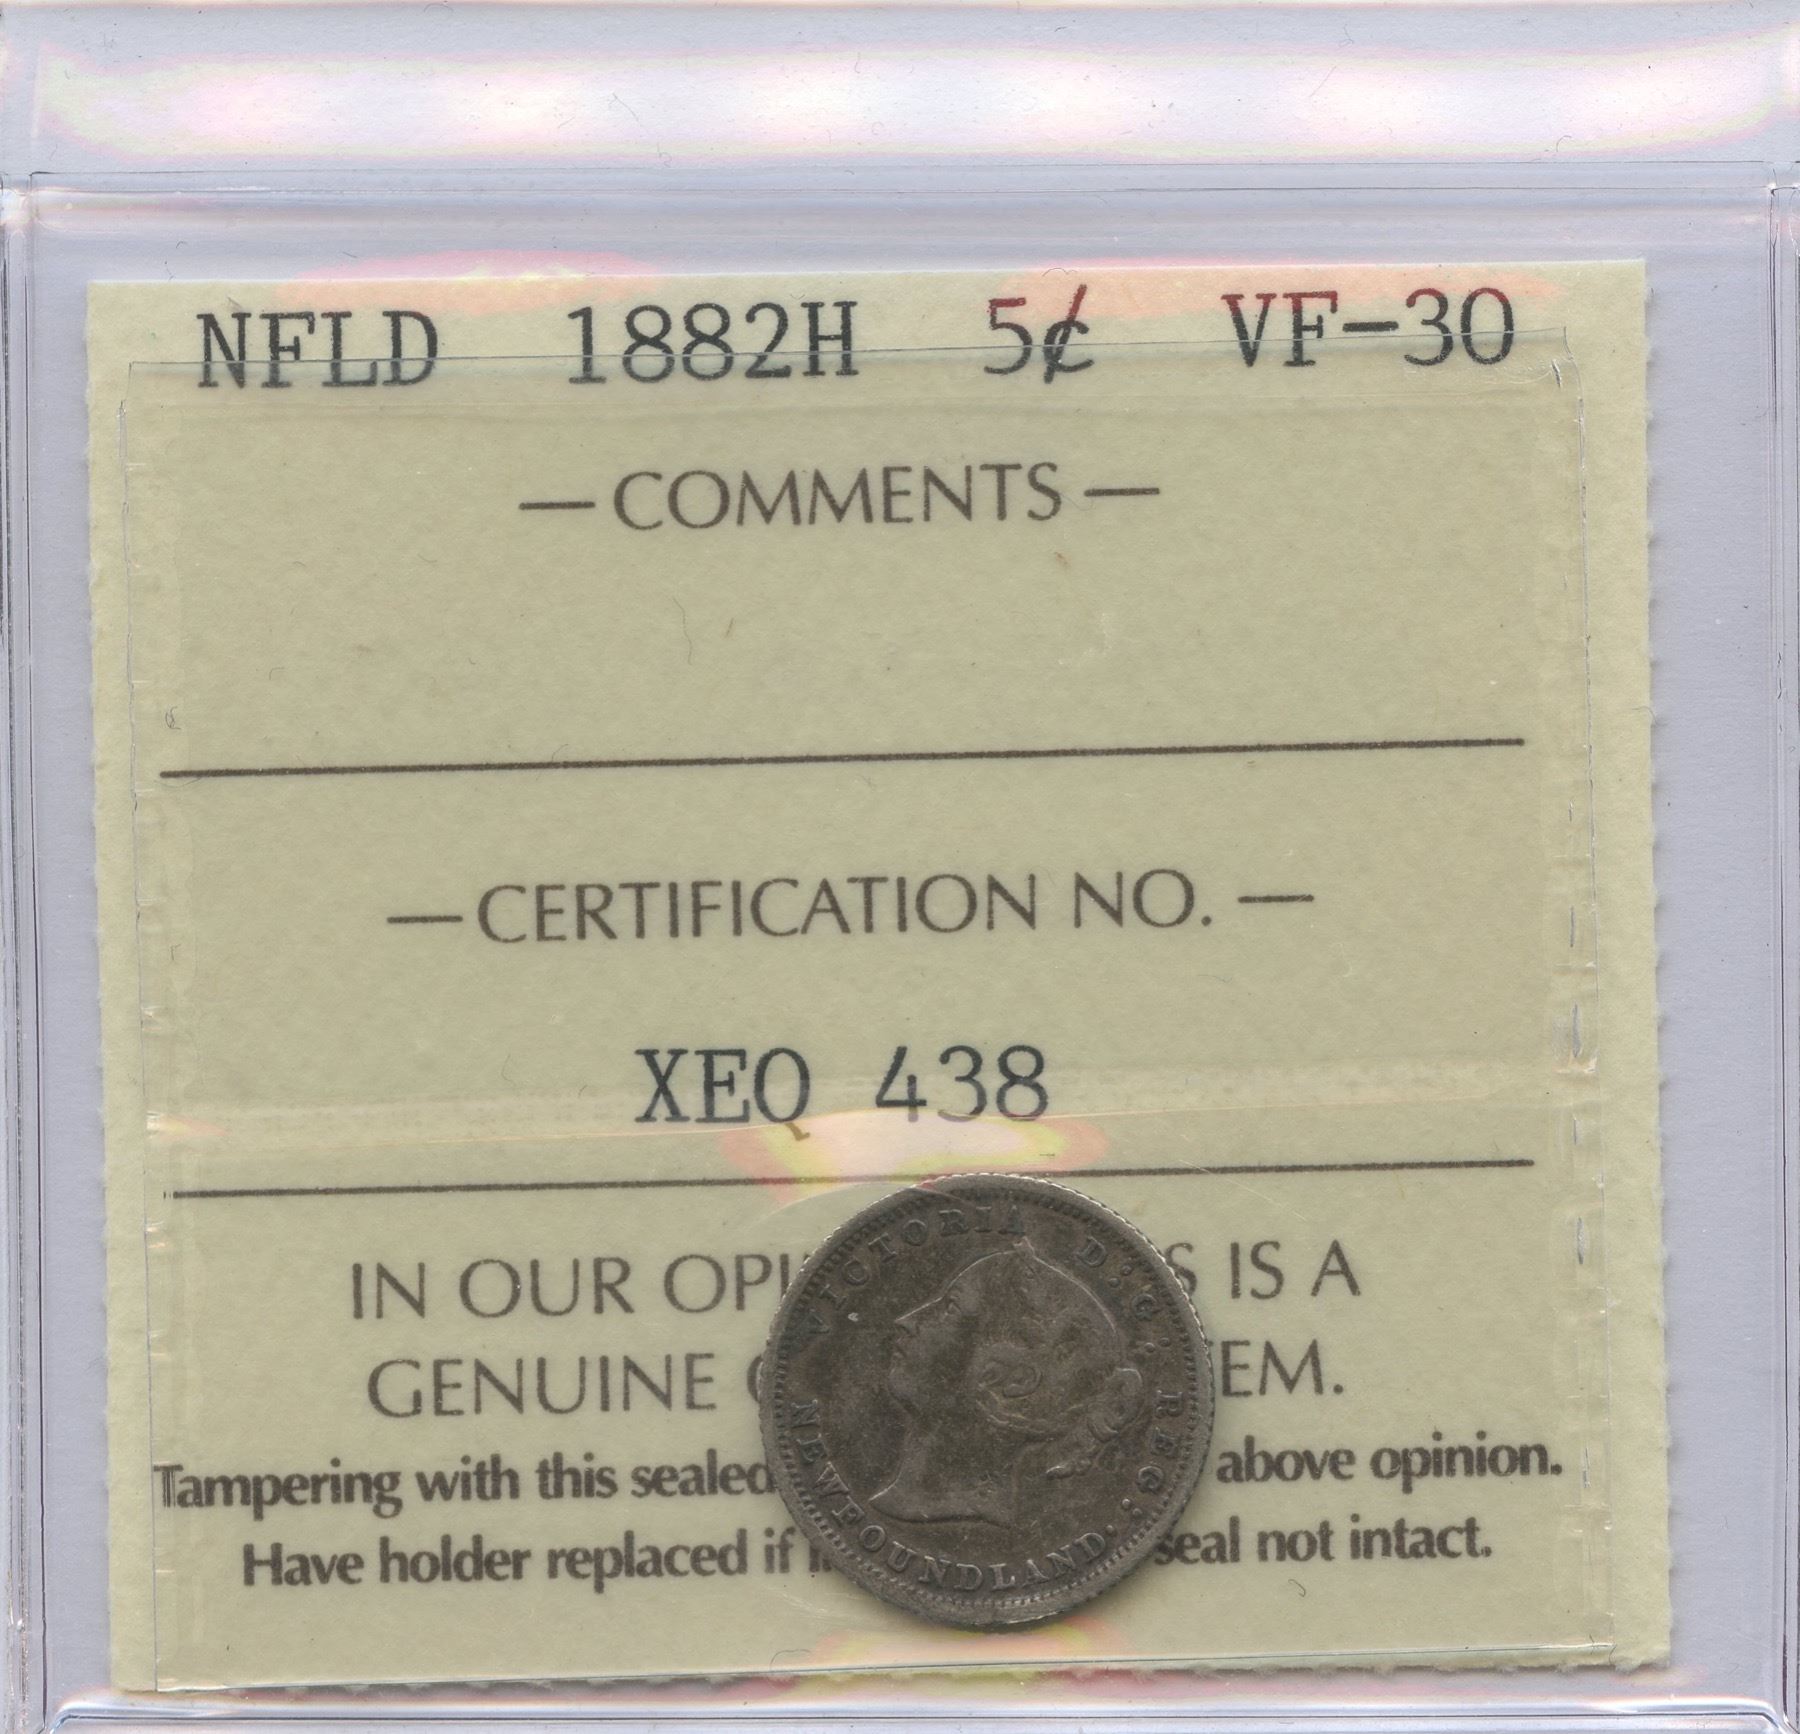 NFLD 1882H 5¢ VF-30
— COMMENTS —
— CERTIFICATION NO. —
XEQ 438
IN OUR OPI S IS A
GENUINE EM.
Tampering with this sealed above opinion.
Have holder replaced if seal not intact.
VICTORIA D: G: REG:
NEWFOUNDLAND.